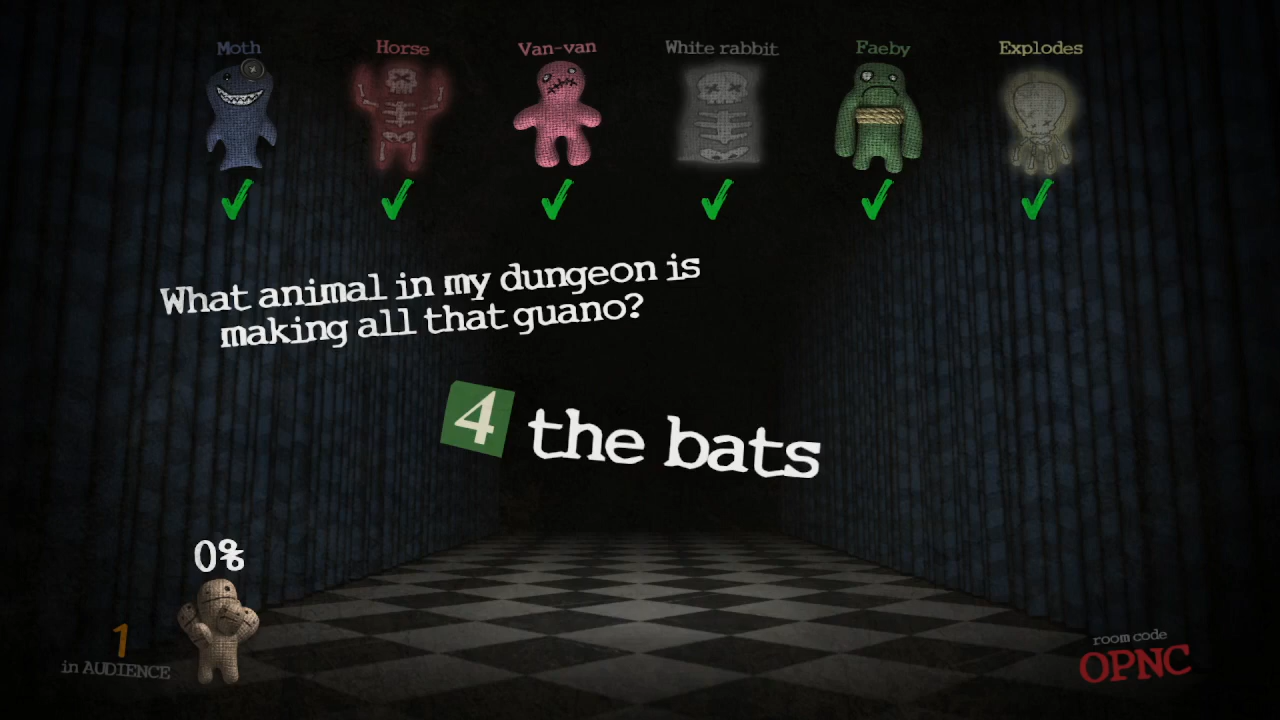 Moth
Horse
Van-van
White rabbit
Faeby
Explodes
What animal in my dungeon is
making all that guano?
4 the bats
0%
1
in AUDIENCE
room code
OPNC